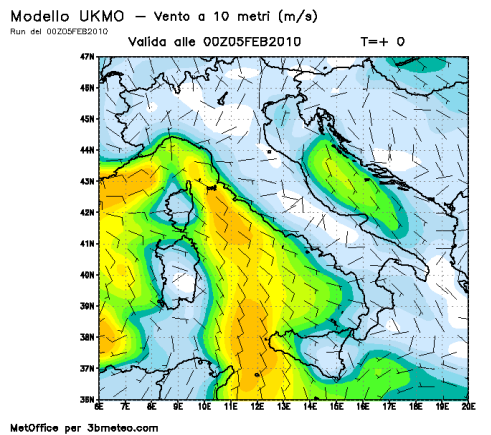 Modello UKMO - Vento a 10 metri (m/s)
Run del 00Z05FEB2010
Valida alle 00Z05FEB2010 T=+ 0
47N
46N
45N
44N
43N
42N
41N
40N
39N
38N
37N
36N
35N
6E 7E 8E 9E 10E 11E 12E 13E 14E 15E 16E 17E 18E 19E 20E
MetOffice per 3bmeteo.com